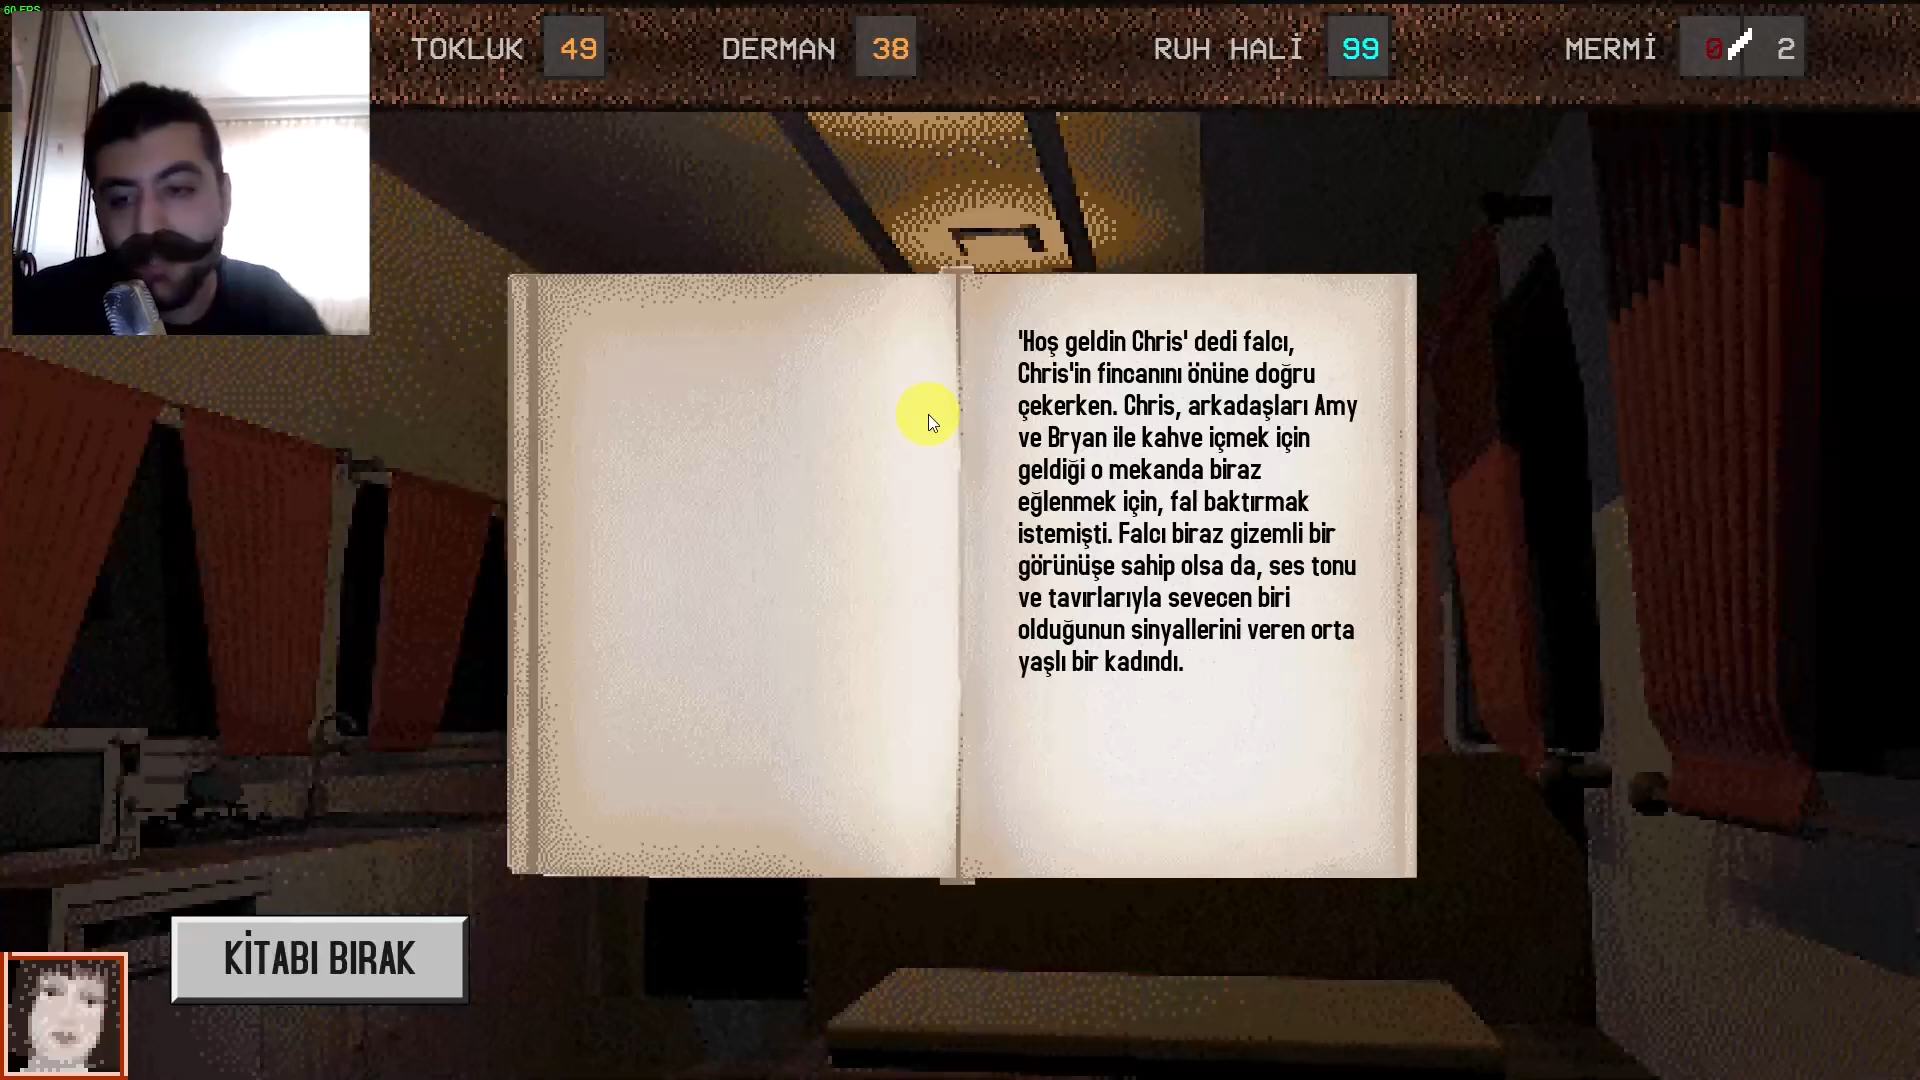 60 FPS
TOKLUK 49 DERMAN 38 RUH HALİ 99 MERMİ 0/ 2
'Hoş geldin Chris' dedi falcı,
Chris'in fincanını önüne doğru
çekerken. Chris, arkadaşları Amy
ve Bryan ile kahve içmek için
geldiği o mekanda biraz
eğlenmek için, fal baktırmak
istemişti. Falcı biraz gizemli bir
görünüşe sahip olsa da, ses tonu
ve tavırlarıyla sevecen biri
olduğunun sinyallerini veren orta
yaşlı bir kadındı.
KİTABI BIRAK